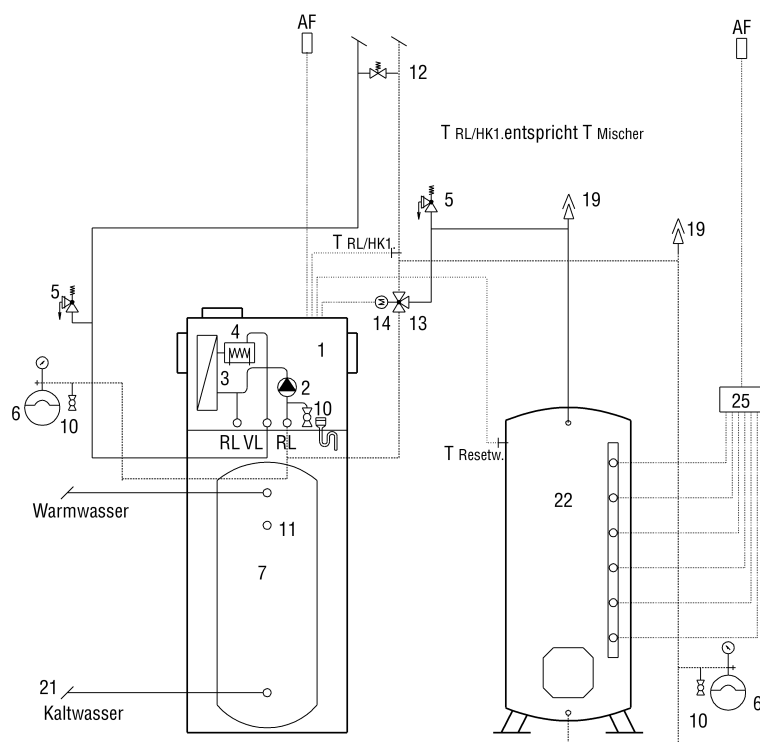 AF
AF
12
T RL/HK1.entspricht T Mischer
5
19
19
T RL/HK1.
5
4
1
14
13
3
2
6
10
10
25
RL VL
RL
T Resetw.
22
Warmwasser
11
7
21
Kaltwasser
10
6